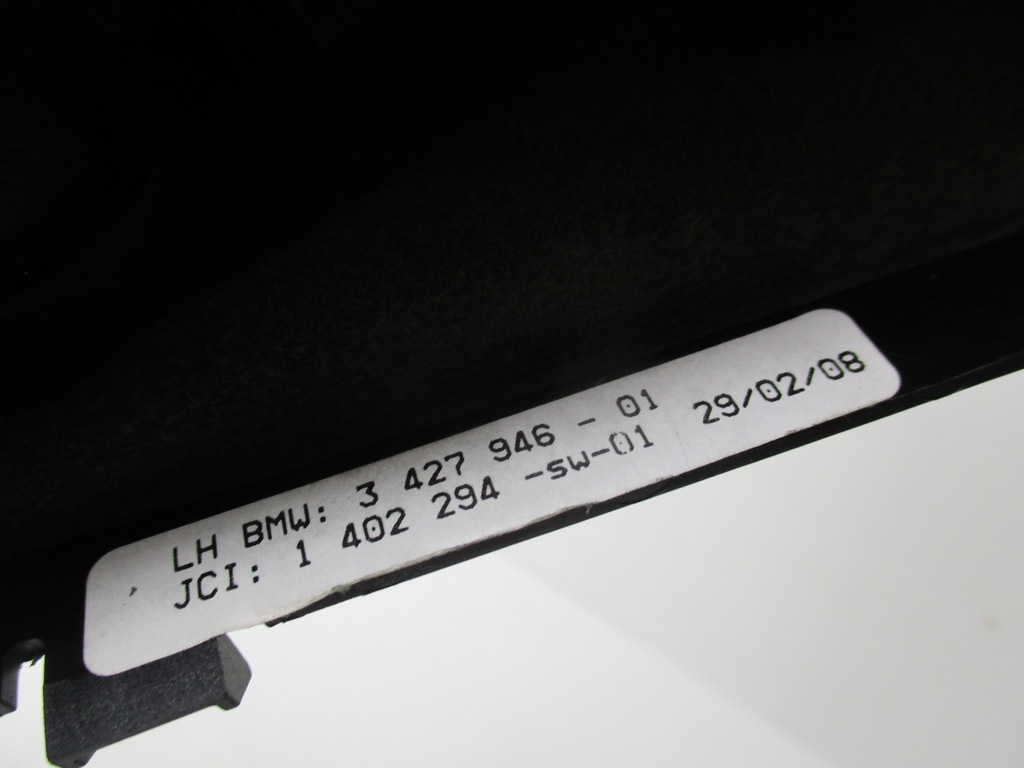 LH BMW: 3 427 946 - 01
JCI: 1 402 294 -SW-01 29/02/08